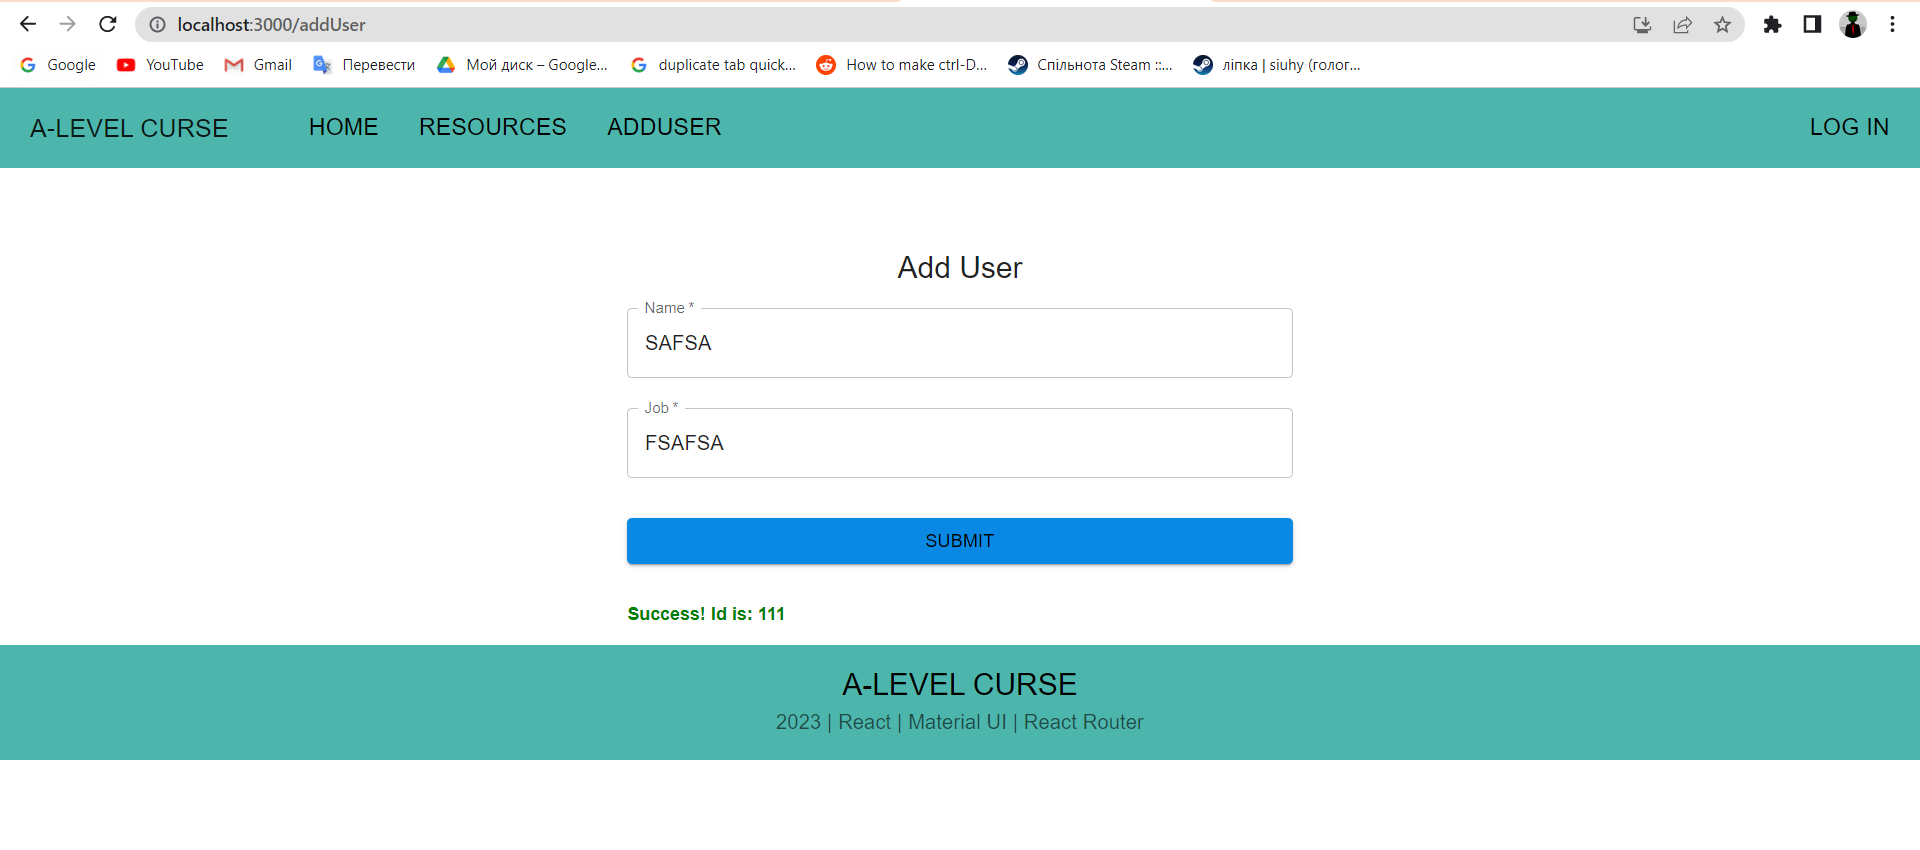 localhost:3000/addUser
Google YouTube Gmail Перевести Мой диск – Google... duplicate tab quick... How to make ctrl-D... Спільнота Steam ::... ліпка | siuhy (голог...
A-LEVEL CURSE HOME RESOURCES ADDUSER LOG IN
Add User
Name *
SAFSA
Job *
FSAFSA
SUBMIT
Success! Id is: 111
A-LEVEL CURSE
2023 | React | Material UI | React Router